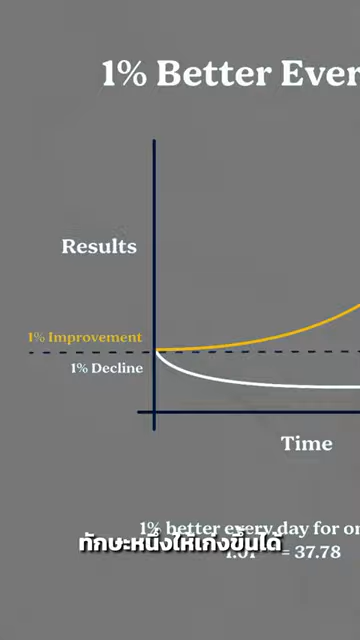 1% Better Ever
Results
1% Improvement
1% Decline
Time
1% better every day for
ทักษะหนึ่งให้เก่งขึ้นได้
= 37.78